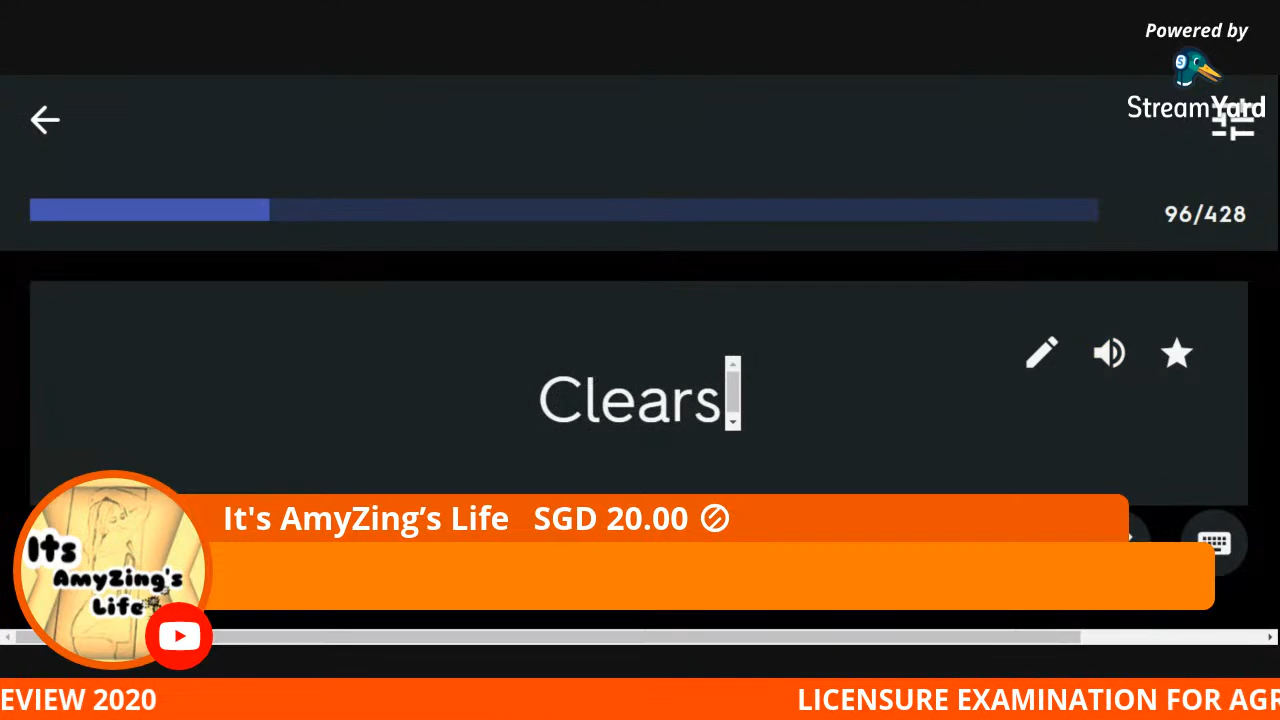 Powered by
StreamYard
96/428
Clears
It's AmyZing’s Life SGD 20.00
Its
AmyZing's
Life
EVIEW 2020 LICENSURE EXAMINATION FOR AGR